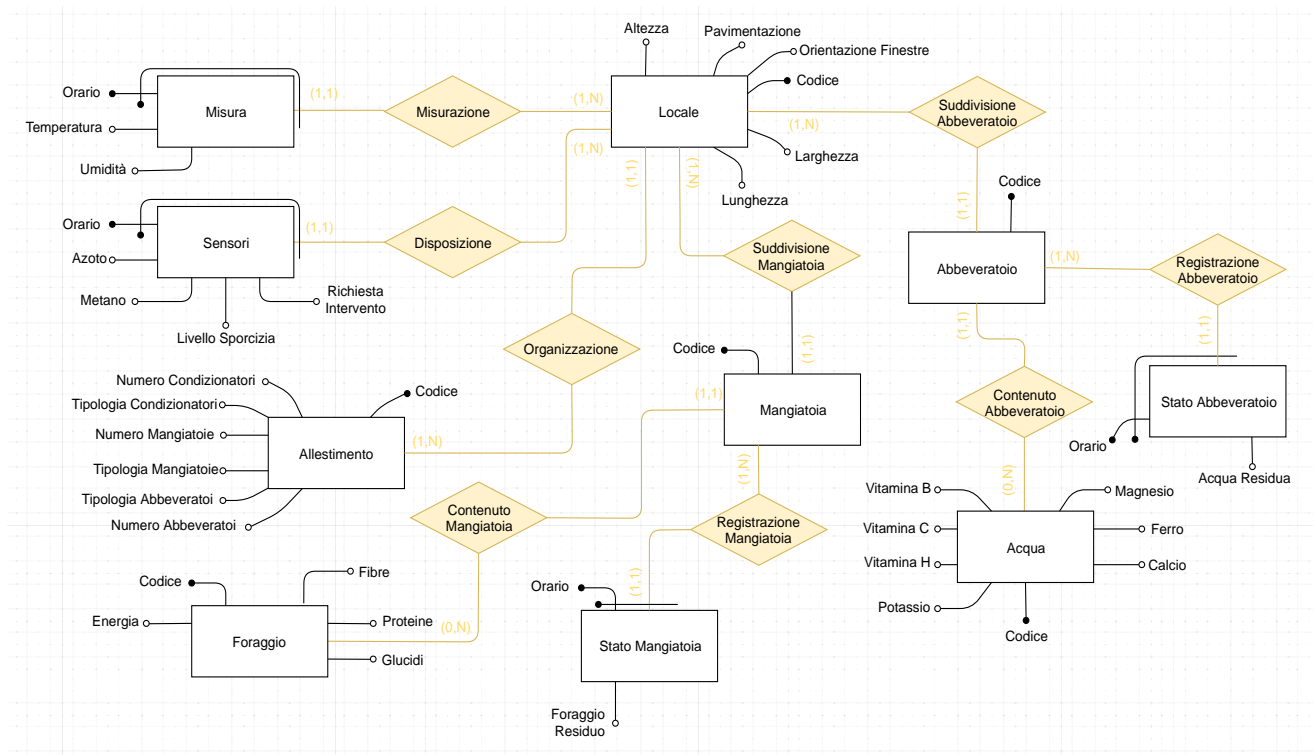 Altezza
Pavimentazione
Orientazione Finestre
Codice
Orario
(1,1)
Misura
Misurazione
(1,N)
Locale
(1,N)
Suddivisione
Abbeveratoio
Temperatura
Umidità
(1,N)
(1,1)
(1,N)
Larghezza
Lunghezza
Codice
(1,1)
Orario
(1,1)
Sensori
Disposizione
Azoto
Metano
Richiesta
Intervento
Livello Sporcizia
Suddivisione
Mangiatoia
Abbeveratoio
(1,N)
Registrazione
Abbeveratoio
(1,1)
(1,1)
Organizzazione
Codice
(1,1)
Numero Condizionatori
Codice
Tipologia Condizionatori
Numero Mangiatoie
Allestimento
(1,N)
Tipologia Mangiatoie
Tipologia Abbeveratoi
Numero Abbeveratoi
(1,1)
Mangiatoia
Contenuto
Abbeveratoio
Stato Abbeveratoio
Orario
Acqua Residua
(1,N)
(0,N)
Contenuto
Mangiatoia
Registrazione
Mangiatoia
Vitamina B
Magnesio
Vitamina C
Ferro
Acqua
Vitamina H
Calcio
Potassio
Codice
Codice
Fibre
Energia
Foraggio
Proteine
(0,N)
Glucidi
Orario
(1,1)
Stato Mangiatoia
Foraggio
Residuo